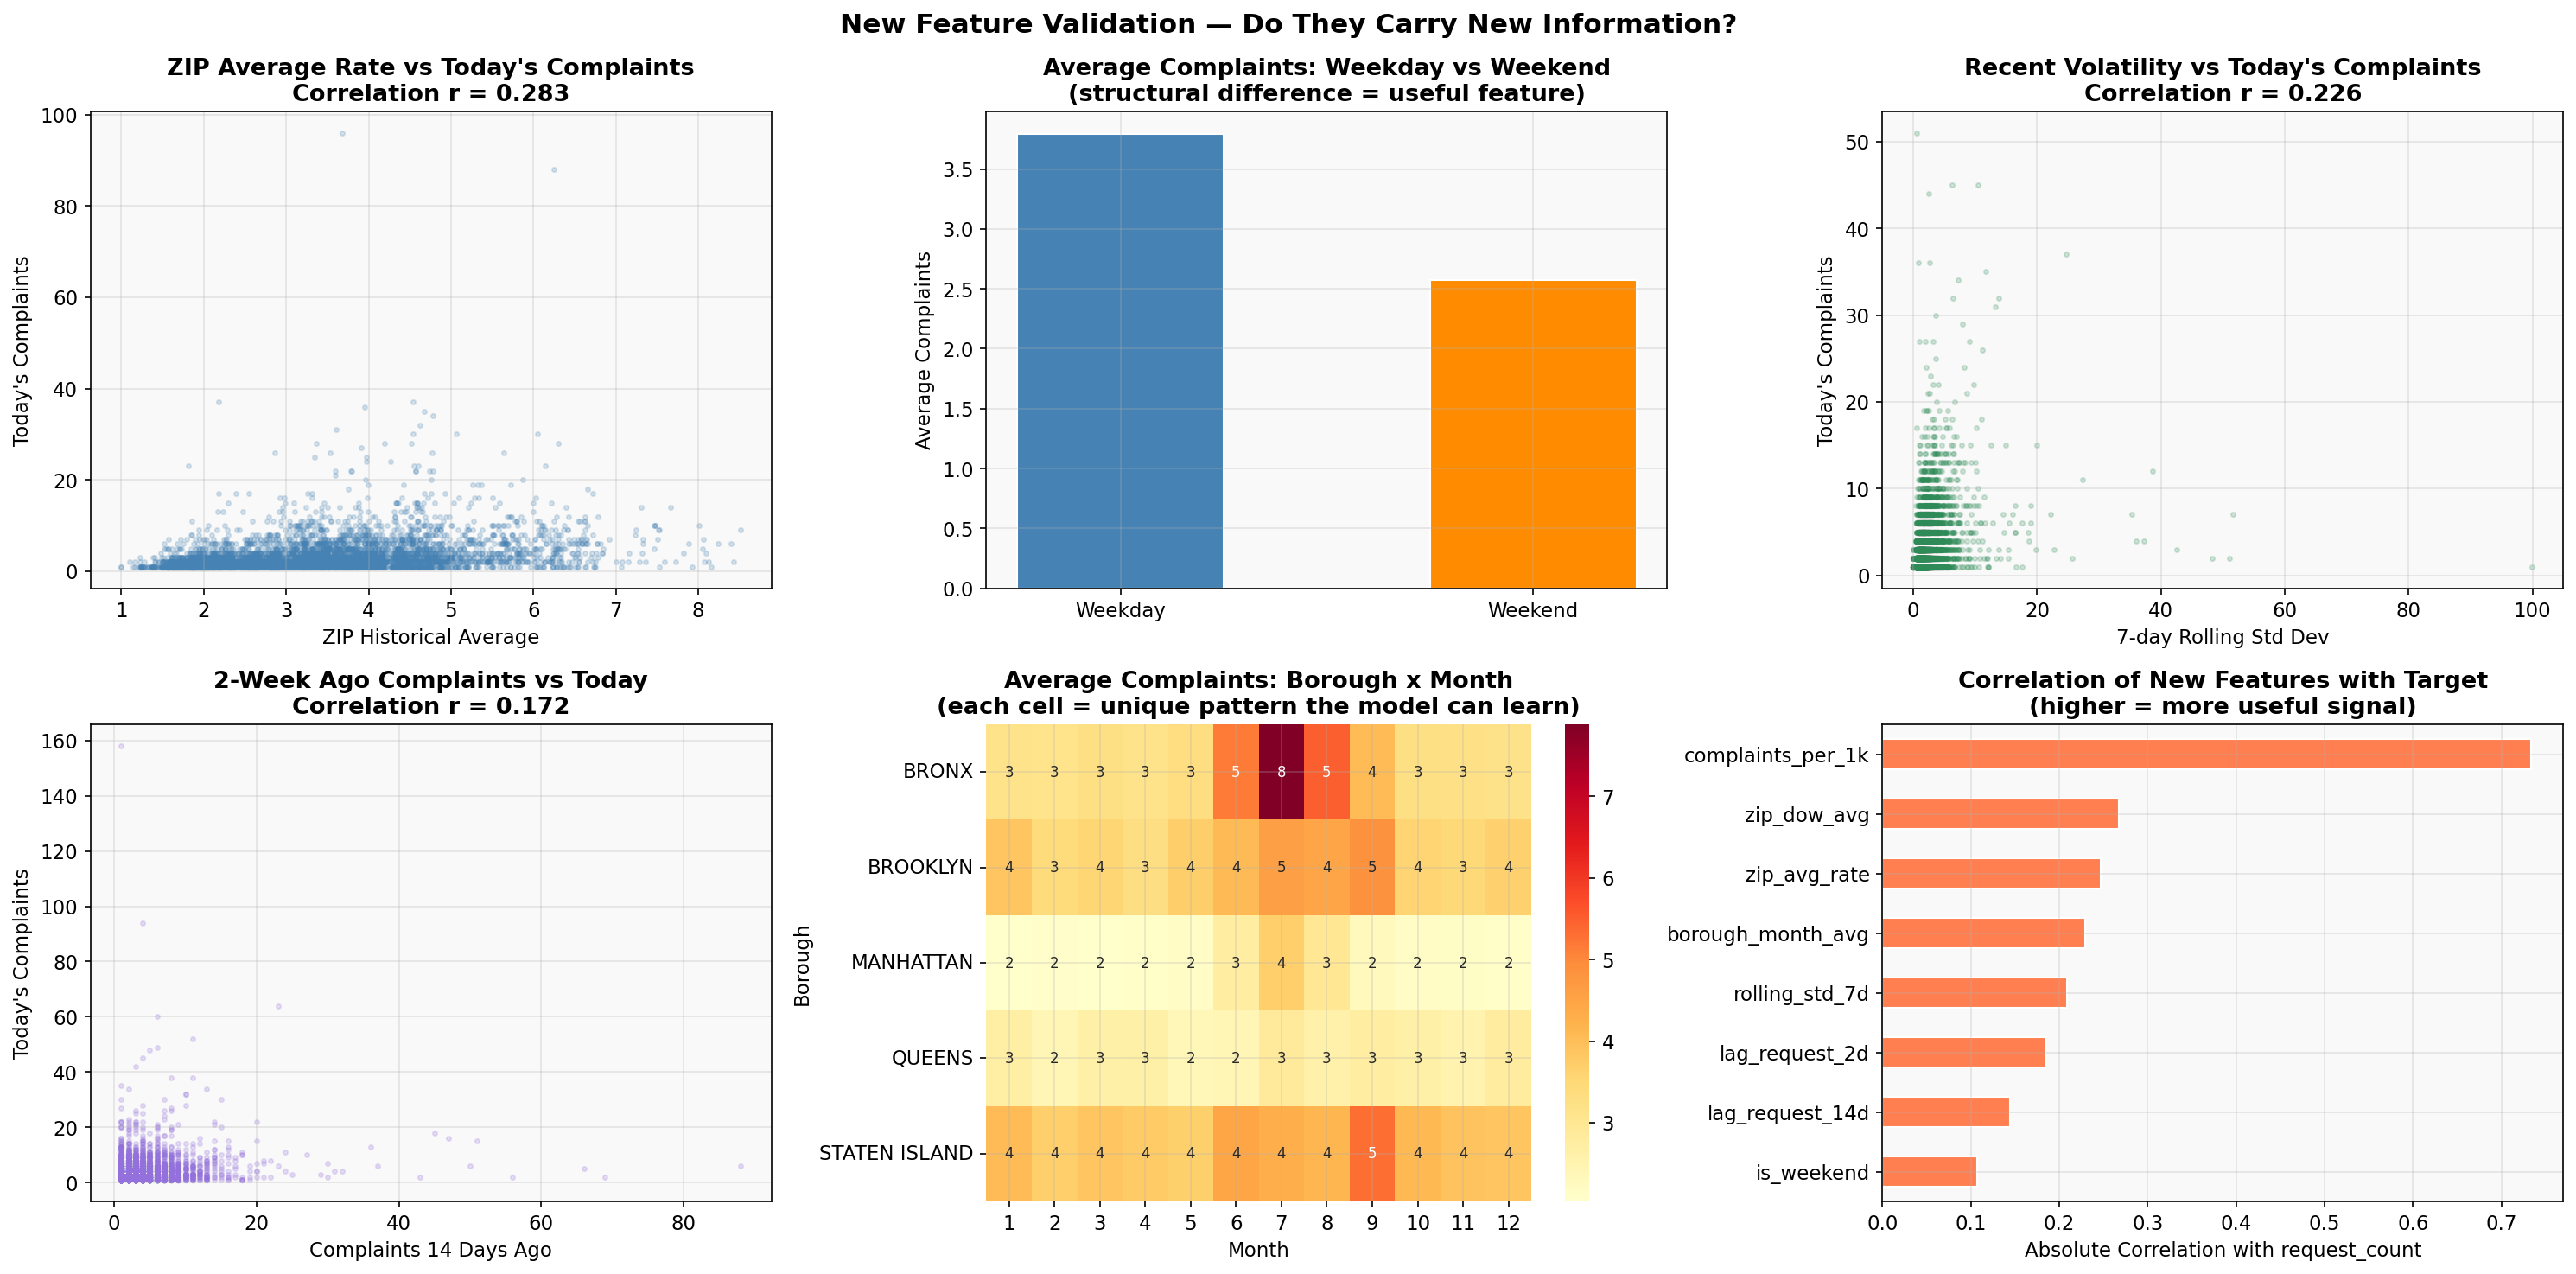 New Feature Validation — Do They Carry New Information?
ZIP Average Rate vs Today's Complaints
Correlation r = 0.283
Today's Complaints
100
80
60
40
20
0
1 2 3 4 5 6 7 8
ZIP Historical Average
Average Complaints: Weekday vs Weekend
(structural difference = useful feature)
Average Complaints
3.5
3.0
2.5
2.0
1.5
1.0
0.5
0.0
Weekday Weekend
Recent Volatility vs Today's Complaints
Correlation r = 0.226
Today's Complaints
50
40
30
20
10
0
0 20 40 60 80 100
7-day Rolling Std Dev
2-Week Ago Complaints vs Today
Correlation r = 0.172
Today's Complaints
160
140
120
100
80
60
40
20
0
0 20 40 60 80
Complaints 14 Days Ago
Average Complaints: Borough x Month
(each cell = unique pattern the model can learn)
Borough
BRONX 3 3 3 3 3 5 8 5 4 3 3 3
BROOKLYN 4 3 4 3 4 4 5 4 5 4 3 4
MANHATTAN 2 2 2 2 2 3 4 3 2 2 2 2
QUEENS 3 2 3 3 2 2 3 3 3 3 3 3
STATEN ISLAND 4 4 4 4 4 4 4 4 5 4 4 4
1 2 3 4 5 6 7 8 9 10 11 12
Month
7
6
5
4
3
Correlation of New Features with Target
(higher = more useful signal)
complaints_per_1k
zip_dow_avg
zip_avg_rate
borough_month_avg
rolling_std_7d
lag_request_2d
lag_request_14d
is_weekend
0.0 0.1 0.2 0.3 0.4 0.5 0.6 0.7
Absolute Correlation with request_count